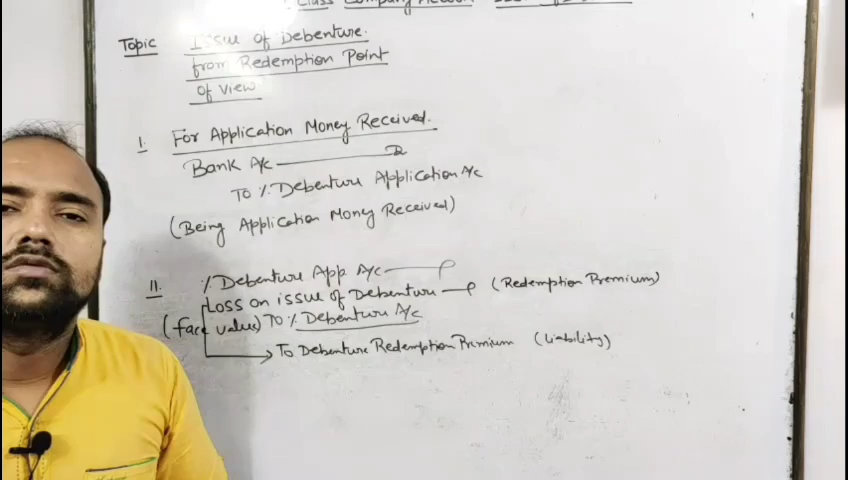 Class Company Account
Topic Issue of Debenture.
from Redemption Point
of view
I. For Application Money Received.
Bank A/c D
To % Debenture Application A/c
(Being Application Money Received)
II. % Debenture App A/c
Loss on issue of Debenture (Redemption Premium)
(face value) To % Debenture A/c
To Debenture Redemption Premium (Liability)